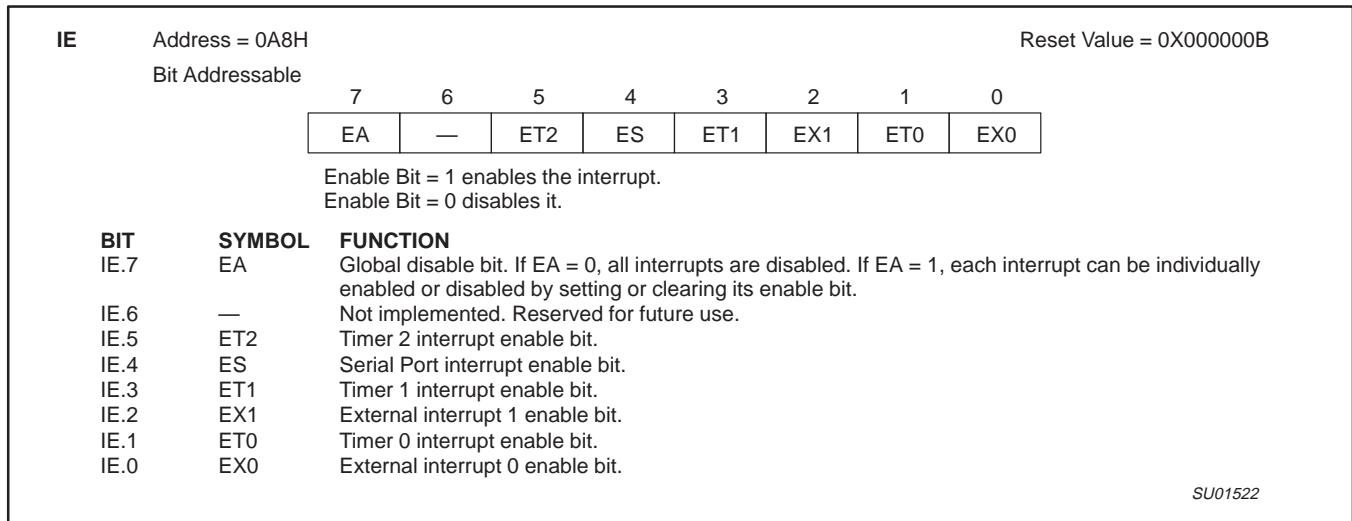 IE Address = 0A8H Reset Value = 0X000000B
Bit Addressable
7 6 5 4 3 2 1 0
EA — ET2 ES ET1 EX1 ET0 EX0
Enable Bit = 1 enables the interrupt.
Enable Bit = 0 disables it.
BIT SYMBOL FUNCTION
IE.7 EA Global disable bit. If EA = 0, all interrupts are disabled. If EA = 1, each interrupt can be individually
enabled or disabled by setting or clearing its enable bit.
IE.6 — Not implemented. Reserved for future use.
IE.5 ET2 Timer 2 interrupt enable bit.
IE.4 ES Serial Port interrupt enable bit.
IE.3 ET1 Timer 1 interrupt enable bit.
IE.2 EX1 External interrupt 1 enable bit.
IE.1 ET0 Timer 0 interrupt enable bit.
IE.0 EX0 External interrupt 0 enable bit.
SU01522